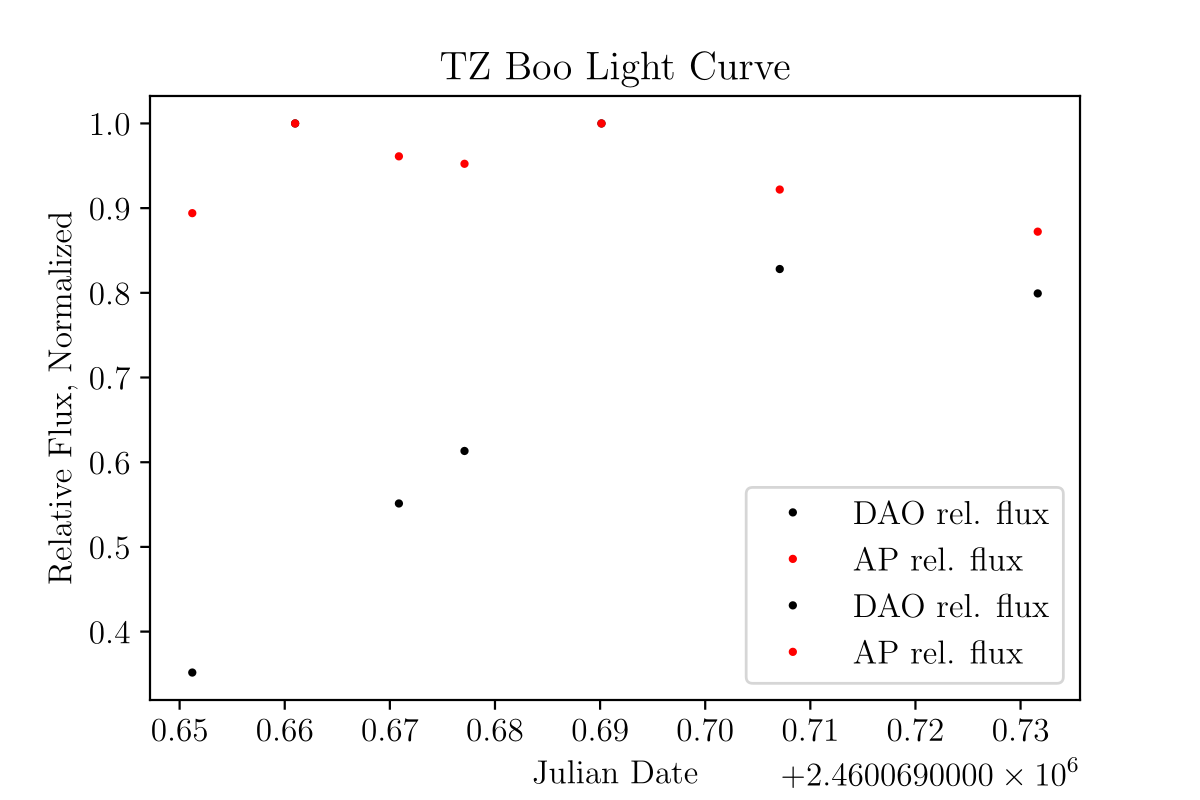 TZ Boo Light Curve
Relative Flux, Normalized
1.0
0.9
0.8
0.7
0.6
0.5
0.4
DAO rel. flux
AP rel. flux
DAO rel. flux
AP rel. flux
0.65 0.66 0.67 0.68 0.69 0.70 0.71 0.72 0.73
Julian Date
+2.4600690000 × 10⁶